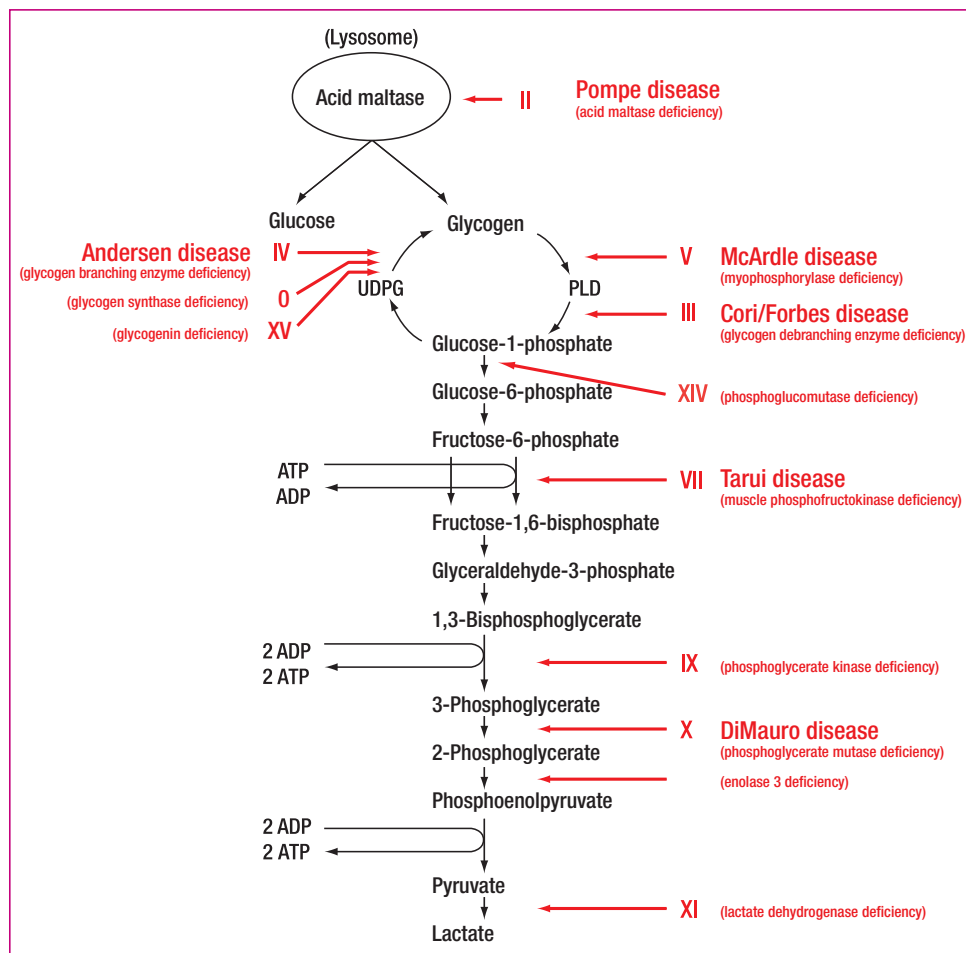 (Lysosome)
Acid maltase
II
Pompe disease
(acid maltase deficiency)
Glucose
Glycogen
Andersen disease
(glycogen branching enzyme deficiency)
IV
(glycogen synthase deficiency)
0
(glycogenin deficiency)
XV
UDPG
PLD
V
McArdle disease
(myophosphorylase deficiency)
III
Cori/Forbes disease
(glycogen debranching enzyme deficiency)
Glucose-1-phosphate
XIV
(phosphoglucomutase deficiency)
Glucose-6-phosphate
Fructose-6-phosphate
ATP
ADP
VII
Tarui disease
(muscle phosphofructokinase deficiency)
Fructose-1,6-bisphosphate
Glyceraldehyde-3-phosphate
1,3-Bisphosphoglycerate
2 ADP
2 ATP
IX
(phosphoglycerate kinase deficiency)
3-Phosphoglycerate
X
DiMauro disease
(phosphoglycerate mutase deficiency)
2-Phosphoglycerate
(enolase 3 deficiency)
Phosphoenolpyruvate
2 ADP
2 ATP
Pyruvate
XI
(lactate dehydrogenase deficiency)
Lactate